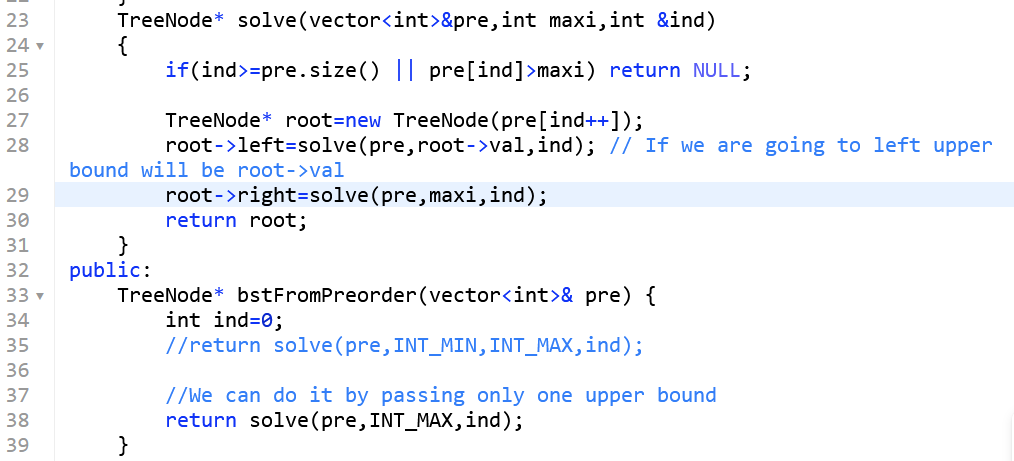 23 TreeNode* solve(vector<int>&pre,int maxi,int &ind)
24 {
25 if(ind>=pre.size() || pre[ind]>maxi) return NULL;
26
27 TreeNode* root=new TreeNode(pre[ind++]);
28 root->left=solve(pre,root->val,ind); // If we are going to left upper
bound will be root->val
29 root->right=solve(pre,maxi,ind);
30 return root;
31 }
32 public:
33 TreeNode* bstFromPreorder(vector<int>& pre) {
34 int ind=0;
35 //return solve(pre,INT_MIN,INT_MAX,ind);
36
37 //We can do it by passing only one upper bound
38 return solve(pre,INT_MAX,ind);
39 }